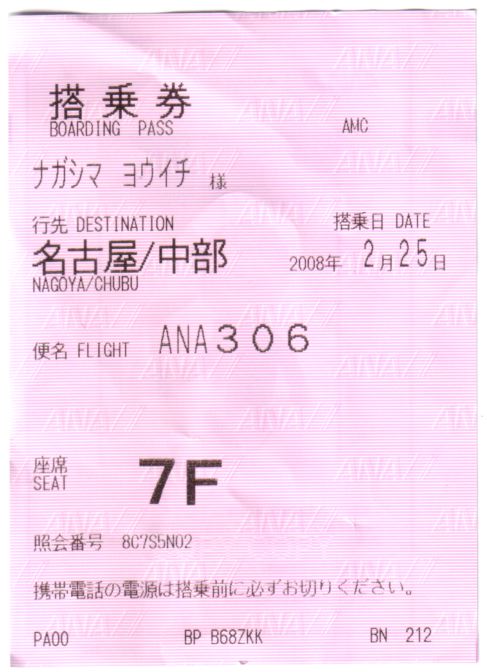 搭乗券
BOARDING PASS AMC
ナガシマ ヨウイチ 様
行先 DESTINATION 搭乗日 DATE
名古屋/中部 2008年 2月25日
NAGOYA/CHUBU
便名 FLIGHT ANA306
座席
SEAT 7F
照会番号 8C7S5N02
携帯電話の電源は搭乗前に必ずお切りください。
PA00 BP B68ZKK BN 212